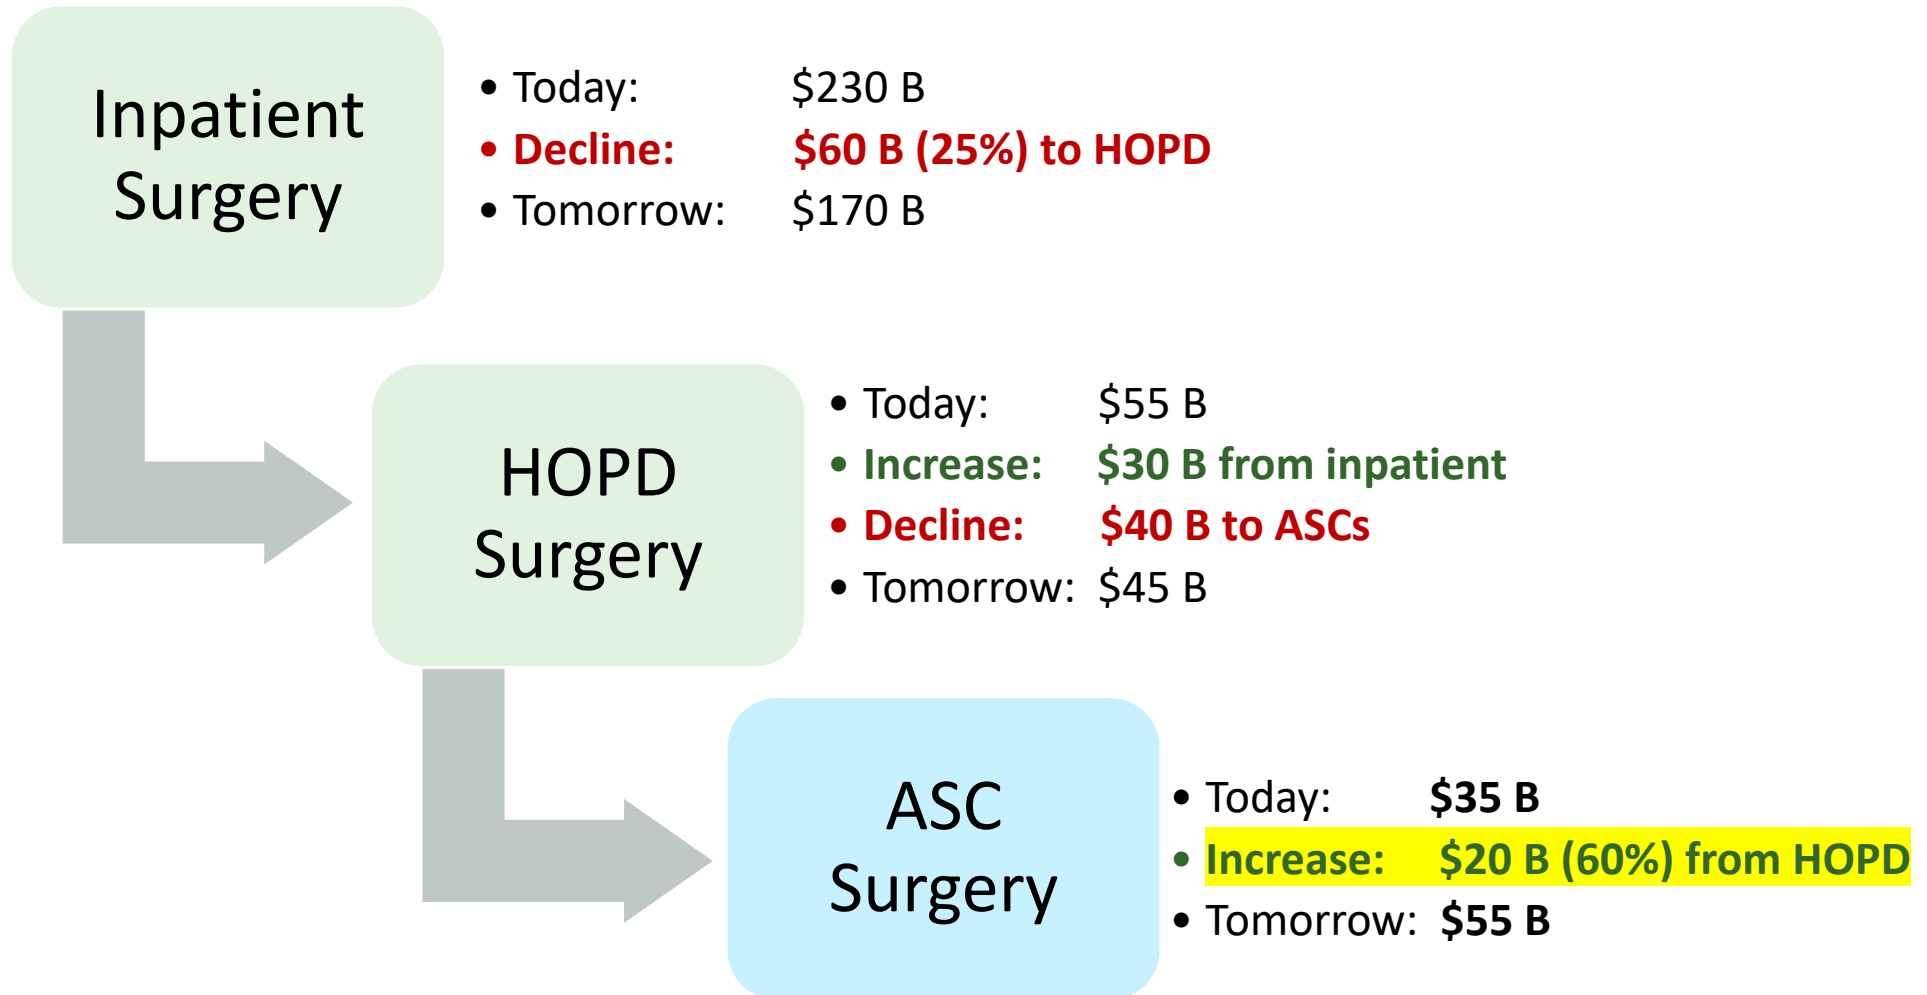 Inpatient
Surgery
• Today: $230 B
• Decline: $60 B (25%) to HOPD
• Tomorrow: $170 B
HOPD
Surgery
• Today: $55 B
• Increase: $30 B from inpatient
• Decline: $40 B to ASCs
• Tomorrow: $45 B
ASC
Surgery
• Today: $35 B
• Increase: $20 B (60%) from HOPD
• Tomorrow: $55 B